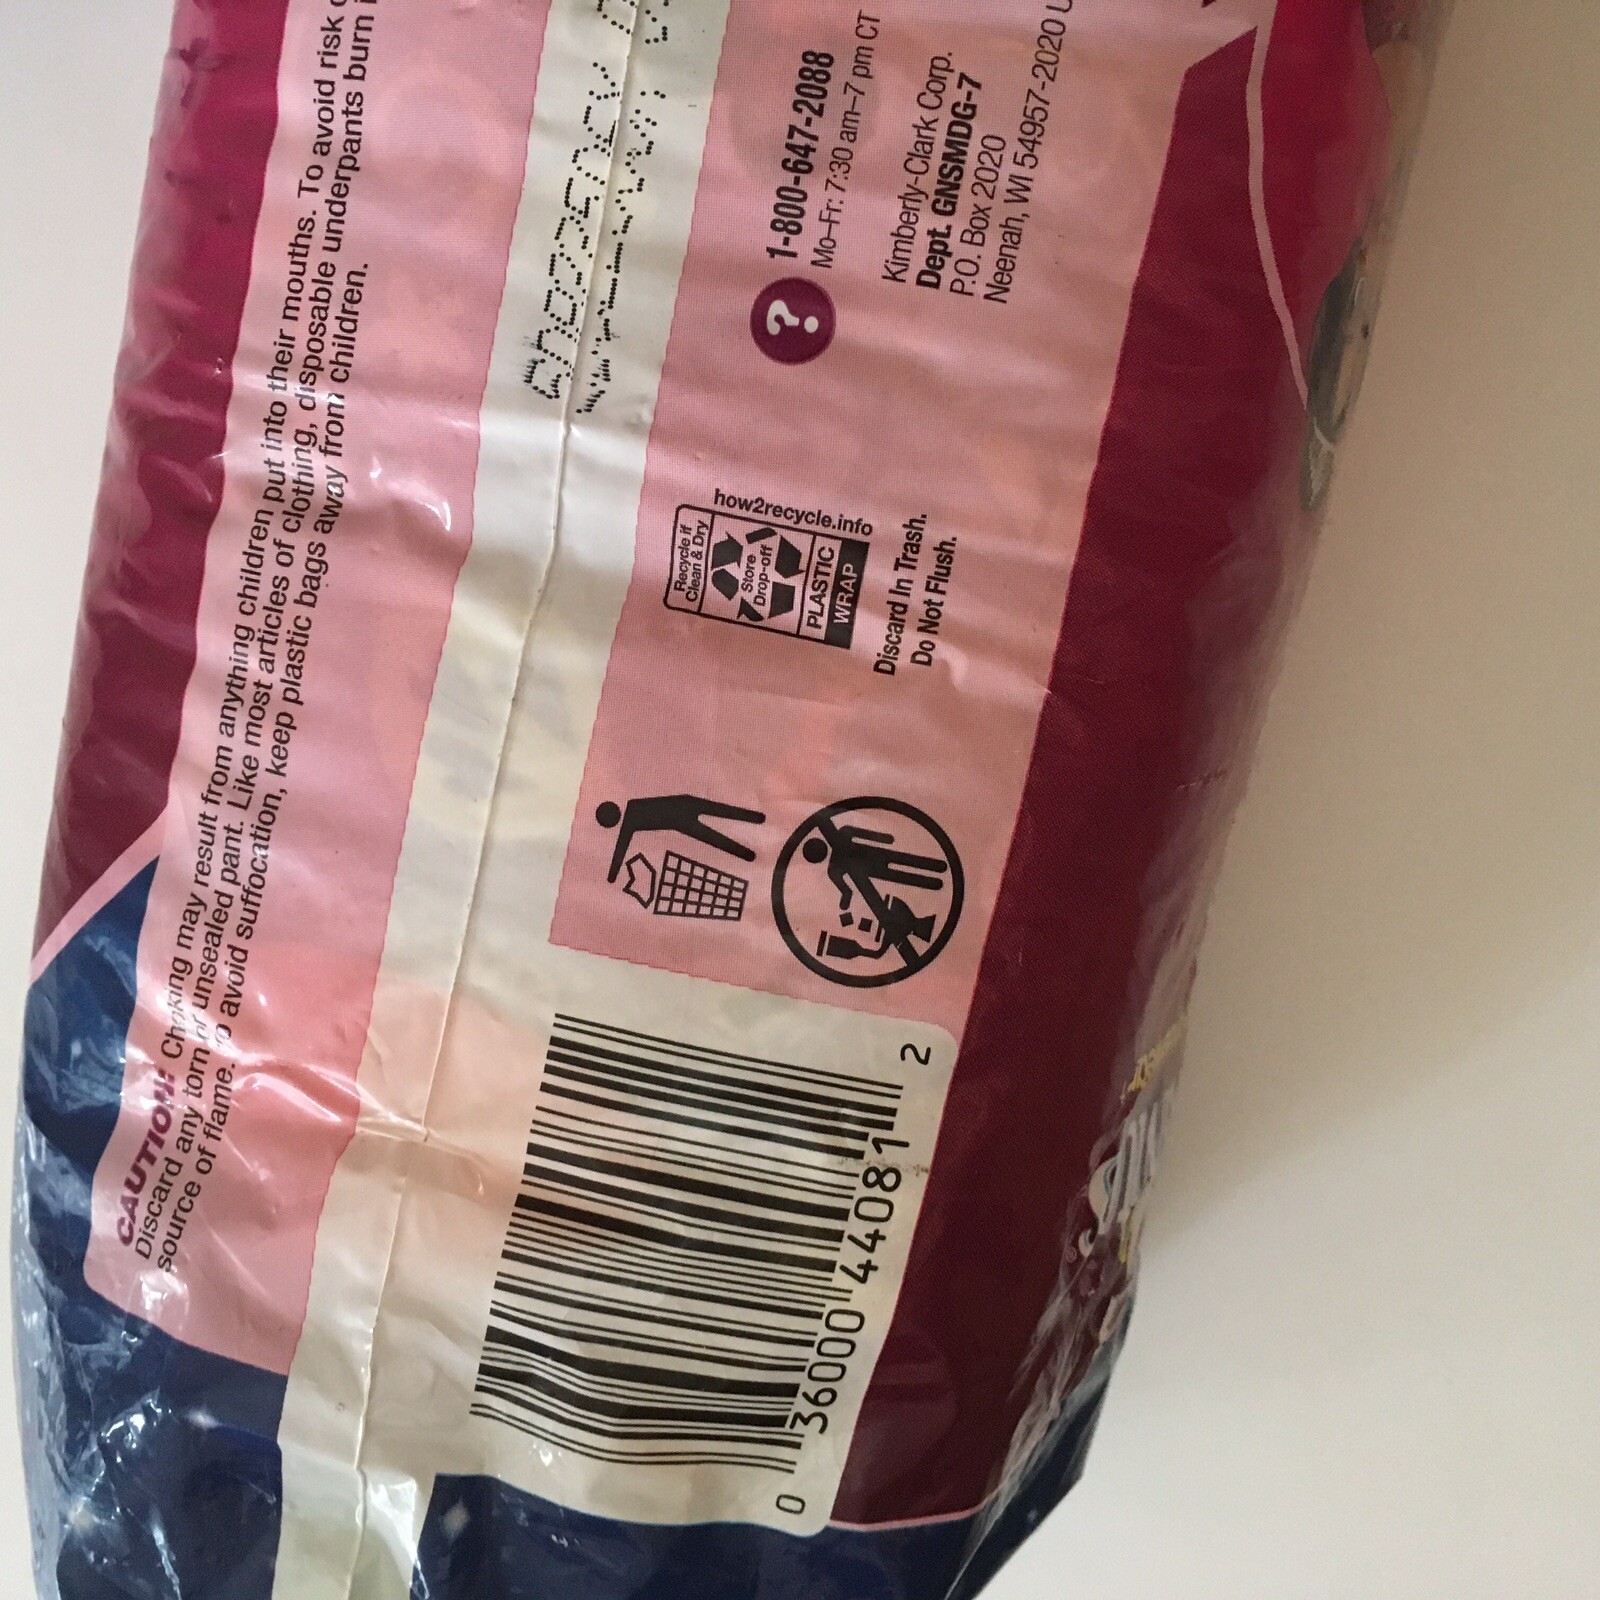 CAUTION: Choking may result from anything children put into their mouths. To avoid risk
Discard any torn or unsealed pant. Like most articles of clothing, disposable underpants burn
source of flame. To avoid suffocation, keep plastic bags away from children.
?
1-800-647-2088
Mo–Fr: 7:30 am–7 pm CT
Kimberly-Clark Corp.
Dept. GNSMDG-7
P.O. Box 2020
Neenah, WI 54957-2020
how2recycle.info
Recycle if
Clean & Dry
Store
Drop-off
PLASTIC
WRAP
Discard In Trash.
Do Not Flush.
0 36000 44081 2